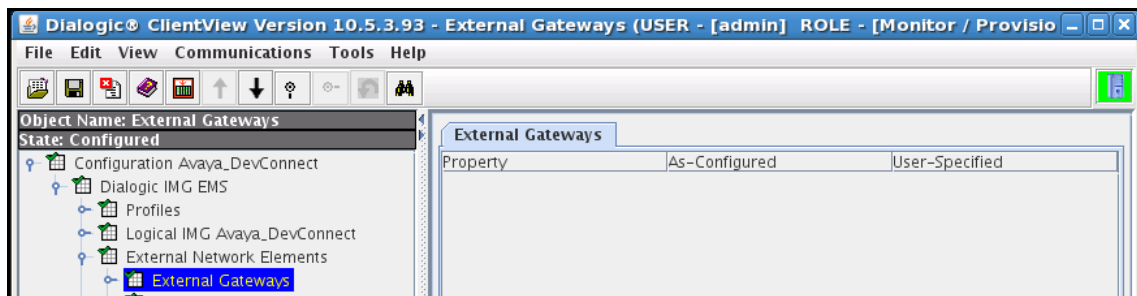 Dialogic® ClientView Version 10.5.3.93 - External Gateways (USER - [admin] ROLE - [Monitor / Provisio
File Edit View Communications Tools Help
Object Name: External Gateways
State: Configured
Configuration Avaya_DevConnect
Dialogic IMG EMS
Profiles
Logical IMG Avaya_DevConnect
External Network Elements
External Gateways
External Gateways
Property As-Configured User-Specified